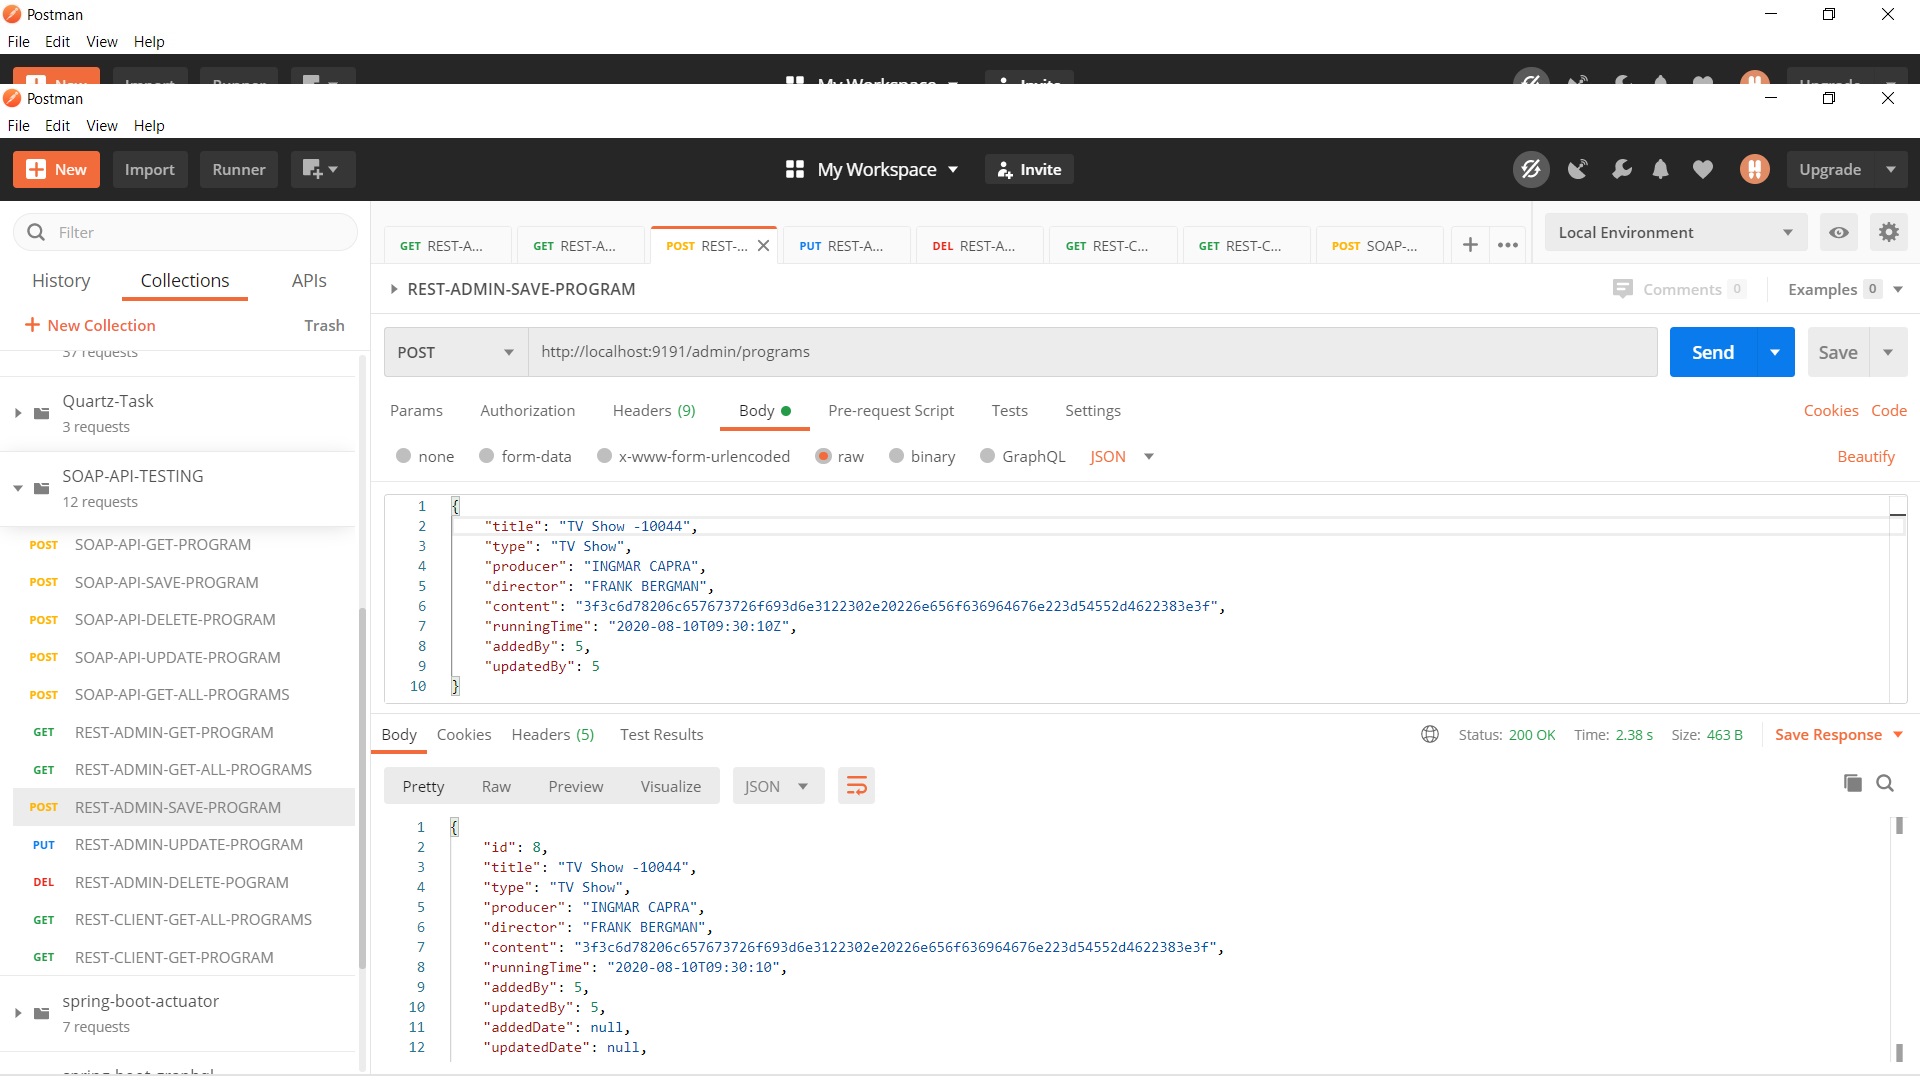 Postman
File Edit View Help
New Import Runner My Workspace Invite Upgrade
Postman
File Edit View Help
New Import Runner My Workspace Invite Upgrade
Filter
History Collections APIs
New Collection Trash
37 requests
Quartz-Task
3 requests
SOAP-API-TESTING
12 requests
POST SOAP-API-GET-PROGRAM
POST SOAP-API-SAVE-PROGRAM
POST SOAP-API-DELETE-PROGRAM
POST SOAP-API-UPDATE-PROGRAM
POST SOAP-API-GET-ALL-PROGRAMS
GET REST-ADMIN-GET-PROGRAM
GET REST-ADMIN-GET-ALL-PROGRAMS
POST REST-ADMIN-SAVE-PROGRAM
PUT REST-ADMIN-UPDATE-PROGRAM
DEL REST-ADMIN-DELETE-POGRAM
GET REST-CLIENT-GET-ALL-PROGRAMS
GET REST-CLIENT-GET-PROGRAM
spring-boot-actuator
7 requests
GET REST-A... GET REST-A... POST REST-... PUT REST-A... DEL REST-A... GET REST-C... GET REST-C... POST SOAP-... Local Environment
REST-ADMIN-SAVE-PROGRAM Comments 0 Examples 0
POST http://localhost:9191/admin/programs Send Save
Params Authorization Headers (9) Body Pre-request Script Tests Settings Cookies Code
none form-data x-www-form-urlencoded raw binary GraphQL JSON Beautify
1 {
2 "title": "TV Show -10044",
3 "type": "TV Show",
4 "producer": "INGMAR CAPRA",
5 "director": "FRANK BERGMAN",
6 "content": "3f3c6d78206c657673726f693d6e3122302e20226e656f636964676e223d54552d4622383e3f",
7 "runningTime": "2020-08-10T09:30:10Z",
8 "addedBy": 5,
9 "updatedBy": 5
10 }
Body Cookies Headers (5) Test Results Status: 200 OK Time: 2.38 s Size: 463 B Save Response
Pretty Raw Preview Visualize JSON
1 {
2 "id": 8,
3 "title": "TV Show -10044",
4 "type": "TV Show",
5 "producer": "INGMAR CAPRA",
6 "director": "FRANK BERGMAN",
7 "content": "3f3c6d78206c657673726f693d6e3122302e20226e656f636964676e223d54552d4622383e3f",
8 "runningTime": "2020-08-10T09:30:10",
9 "addedBy": 5,
10 "updatedBy": 5,
11 "addedDate": null,
12 "updatedDate": null,